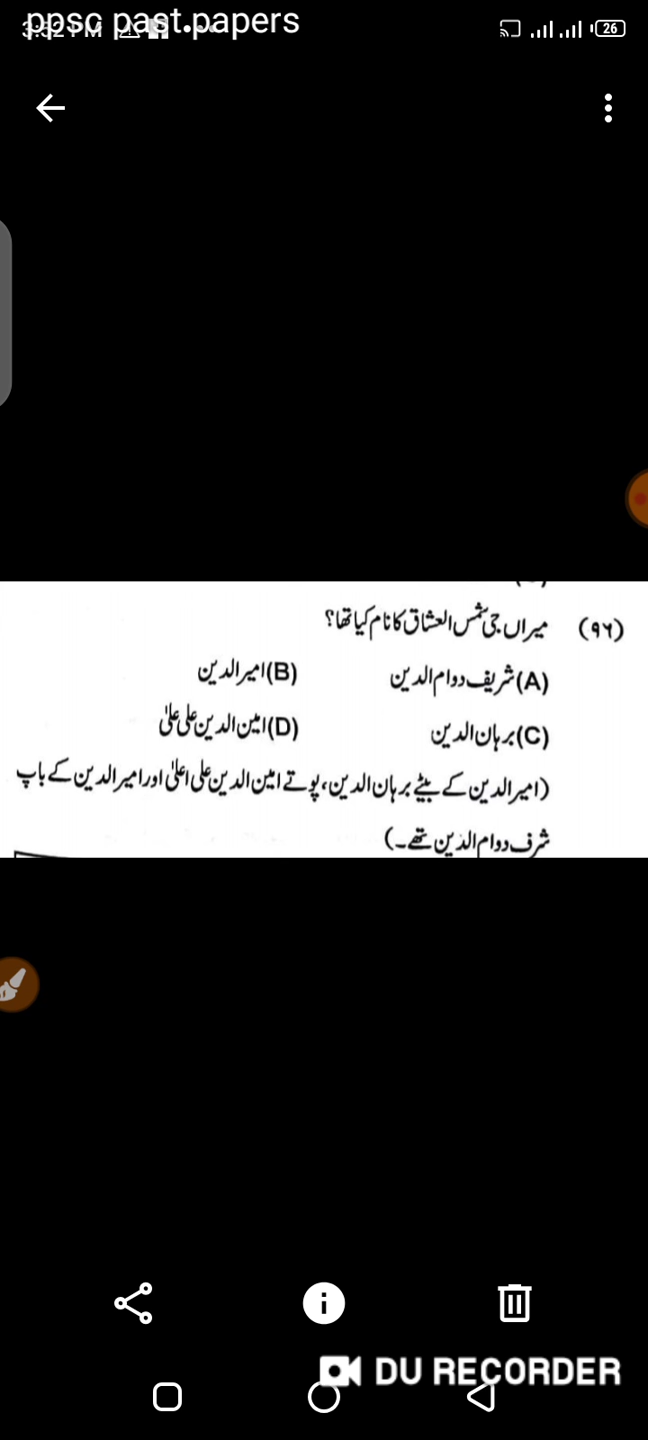 ppsc past.papers
26
(۹۶) میراں جی شمس العشاق کا نام کیا تھا؟
(A) شریف دوام الدین (B) امیر الدین
(C) برہان الدین (D) امین الدین علی علیٰ
(امیر الدین کے بیٹے برہان الدین، پوتے امین الدین علی اعلیٰ اور امیر الدین کے باپ
شرف دوام الدین تھے۔)
DU RECORDER